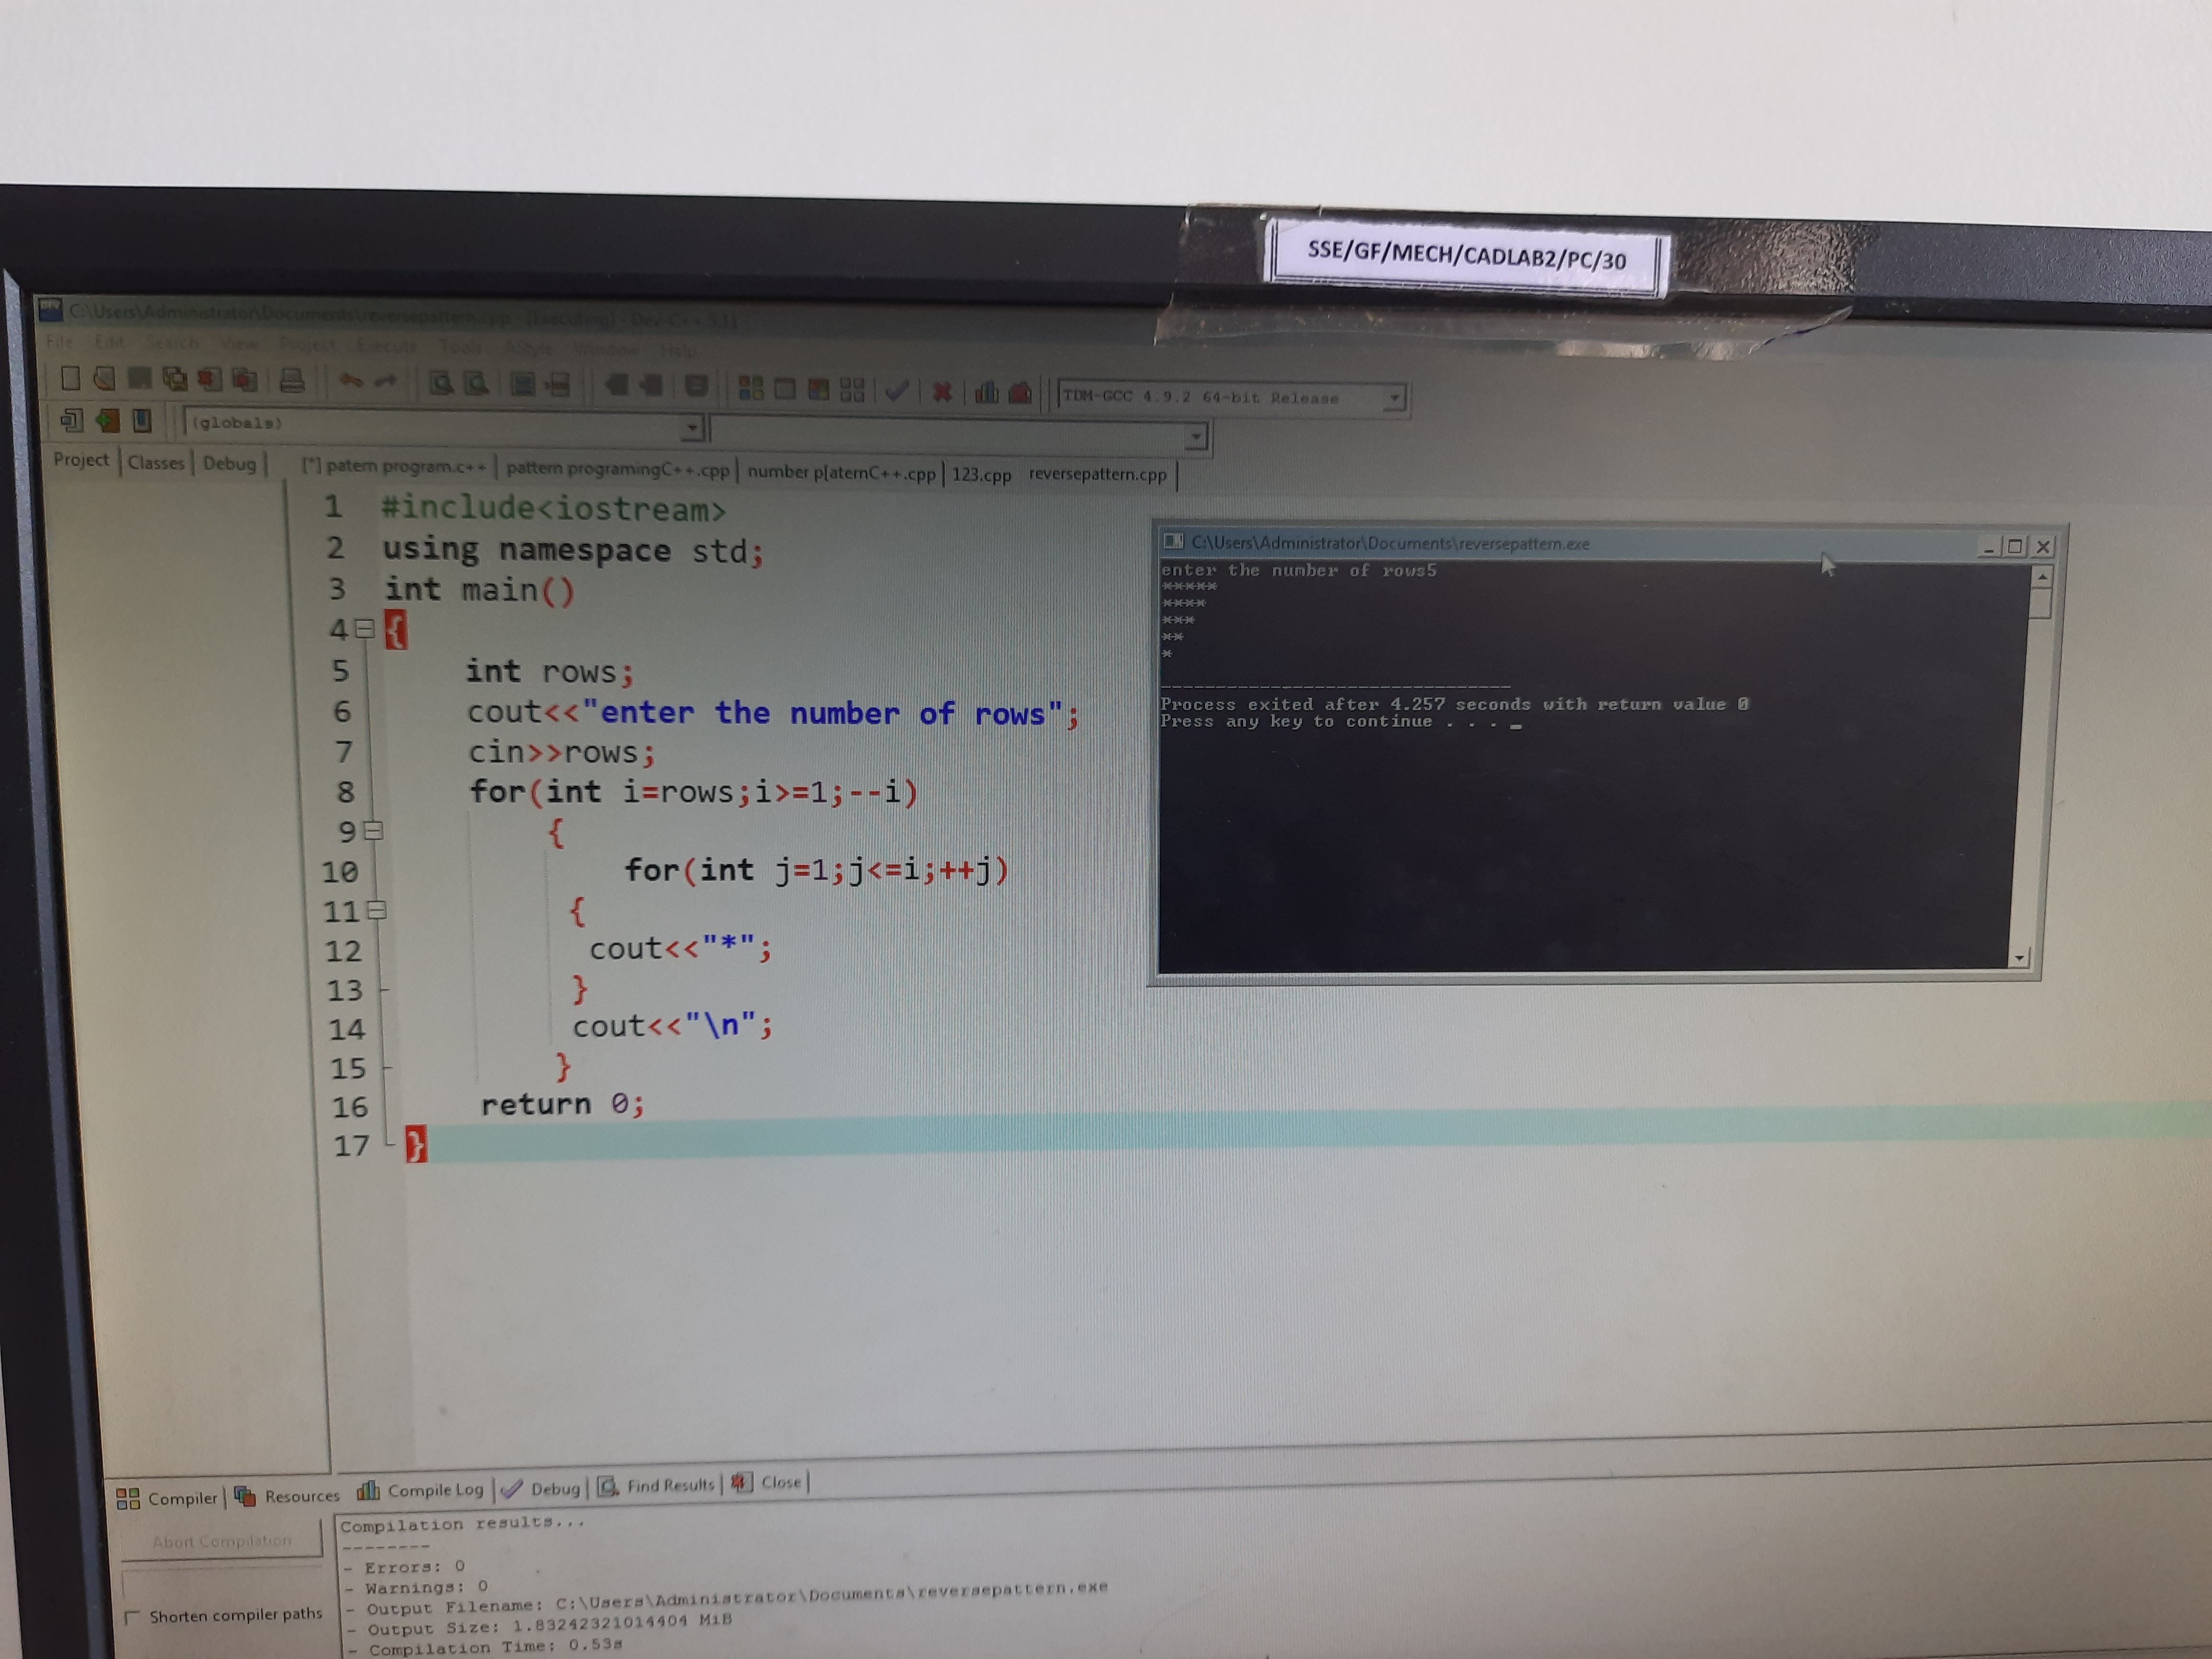 SSE/GF/MECH/CADLAB2/PC/30
C:\Users\Administrator\Documents\reversepattern.cpp - [Executing] - Dev-C++ 5.11
File Edit Search View Project Execute Tools AStyle Window Help
TDM-GCC 4.9.2 64-bit Release
(globals)
Project Classes Debug
[*] patern program.c++ pattern programingC++.cpp number p[aternC++.cpp 123.cpp reversepattern.cpp
1 #include<iostream>
2 using namespace std;
3 int main()
4 {
5 int rows;
6 cout<<"enter the number of rows";
7 cin>>rows;
8 for(int i=rows;i>=1;--i)
9 {
10 for(int j=1;j<=i;++j)
11 {
12 cout<<"*";
13 }
14 cout<<"\n";
15 }
16 return 0;
17 }
C:\Users\Administrator\Documents\reversepattern.exe
enter the number of rows5
*****
****
***
**
*
--------------------------------
Process exited after 4.257 seconds with return value 0
Press any key to continue . . . _
Compiler Resources Compile Log Debug Find Results Close
Abort Compilation
Shorten compiler paths
Compilation results...
--------
- Errors: 0
- Warnings: 0
- Output Filename: C:\Users\Administrator\Documents\reversepattern.exe
- Output Size: 1.83242321014404 MiB
- Compilation Time: 0.53s